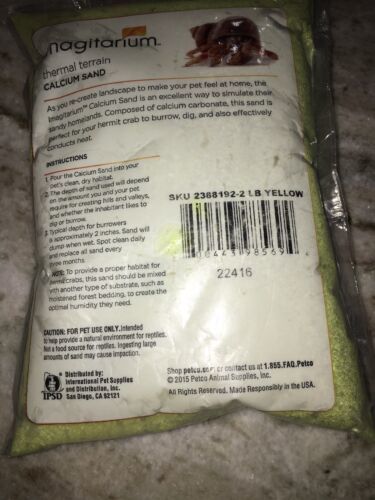 magitarium™
thermal terrain
CALCIUM SAND
As you re-create landscape to make your pet feel at home, the
Imagitarium™ Calcium Sand is an excellent way to simulate their
sandy homelands. Composed of calcium carbonate, this sand is
perfect for your hermit crab to burrow, dig, and also effectively
conducts heat.
INSTRUCTIONS
1. Pour the Calcium Sand into your
pet's clean, dry habitat.
The depth of sand used will depend
on the amount you and your pet
require for creating hills and valleys,
and whether the inhabitant likes to
dig or burrow.
Typical depth for burrowers
is approximately 2 inches. Sand will
clump when wet. Spot clean daily
and replace all sand every
three months.
NOTE: To provide a proper habitat for
hermit crabs, this sand should be mixed
with another type of substrate, such as
moistened forest bedding, to create the
optimal humidity they need.
SKU 2368192-2 LB YELLOW
22416
CAUTION: FOR PET USE ONLY. Intended
to help provide a natural environment for reptiles.
Not a food source for reptiles. Ingesting large
amounts of sand may cause impaction.
Distributed by:
International Pet Supplies
and Distribution, Inc.
San Diego, CA 92121
IPSD
Shop petco.com or contact us at 1.855.FAQ.Petco
© 2015 Petco Animal Supplies, Inc.
All Rights Reserved. Made Responsibly in the USA.